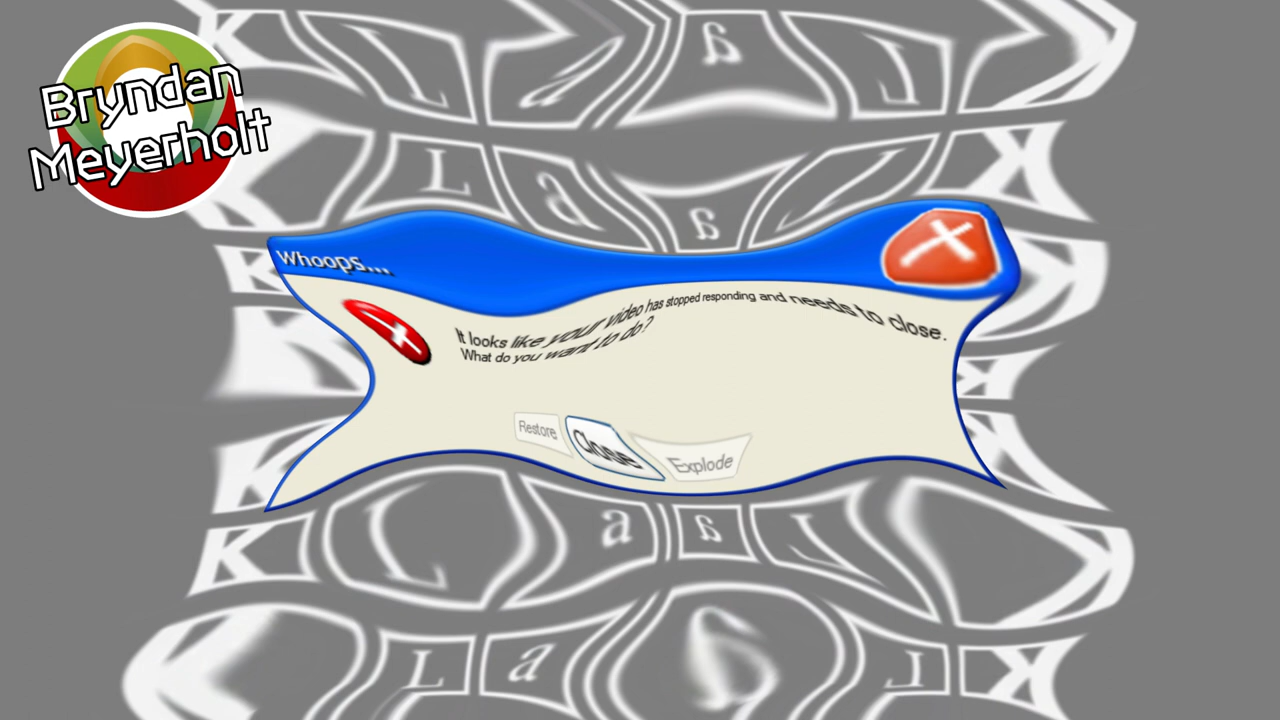 Bryndan
Meyerholt
Whoops...
It looks like your video has stopped responding and needs to close.
What do you want to do?
Restore
Close
Explode